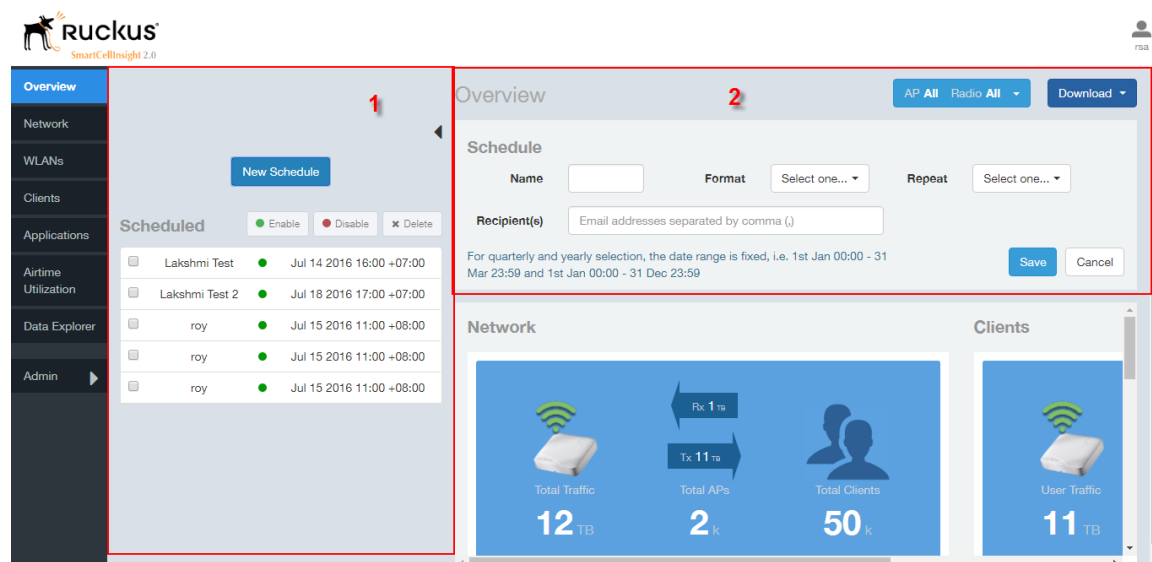 Ruckus
SmartCellInsight 2.0
rsa
Overview
Network
WLANs
Clients
Applications
Airtime
Utilization
Data Explorer
Admin
1
New Schedule
Scheduled Enable Disable Delete
Lakshmi Test Jul 14 2016 16:00 +07:00
Lakshmi Test 2 Jul 18 2016 17:00 +07:00
roy Jul 15 2016 11:00 +08:00
roy Jul 15 2016 11:00 +08:00
roy Jul 15 2016 11:00 +08:00
Overview 2 AP All Radio All Download
Schedule
Name Format Select one... Repeat Select one...
Recipient(s) Email addresses separated by comma (,)
For quarterly and yearly selection, the date range is fixed, i.e. 1st Jan 00:00 - 31
Mar 23:59 and 1st Jan 00:00 - 31 Dec 23:59
Save Cancel
Network Clients
Rx 1 TB
Tx 11 TB
Total Traffic Total APs Total Clients User Traffic
12 TB 2 k 50 k 11 TB